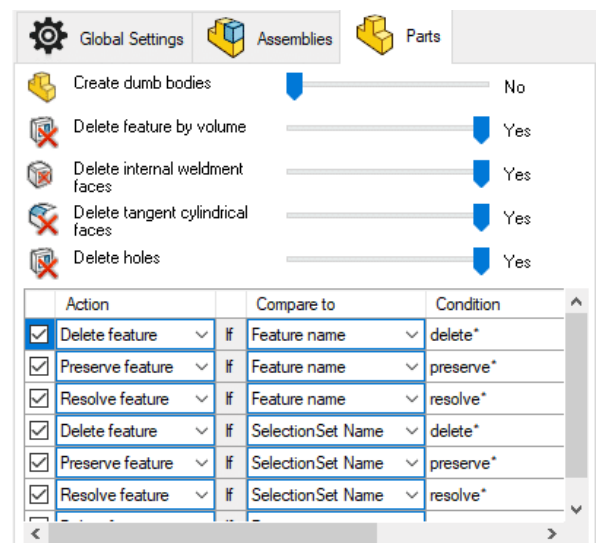 Global Settings Assemblies Parts
Create dumb bodies No
Delete feature by volume Yes
Delete internal weldment
faces Yes
Delete tangent cylindrical
faces Yes
Delete holes Yes
Action Compare to Condition
Delete feature If Feature name delete*
Preserve feature If Feature name preserve*
Resolve feature If Feature name resolve*
Delete feature If SelectionSet Name delete*
Preserve feature If SelectionSet Name preserve*
Resolve feature If SelectionSet Name resolve*